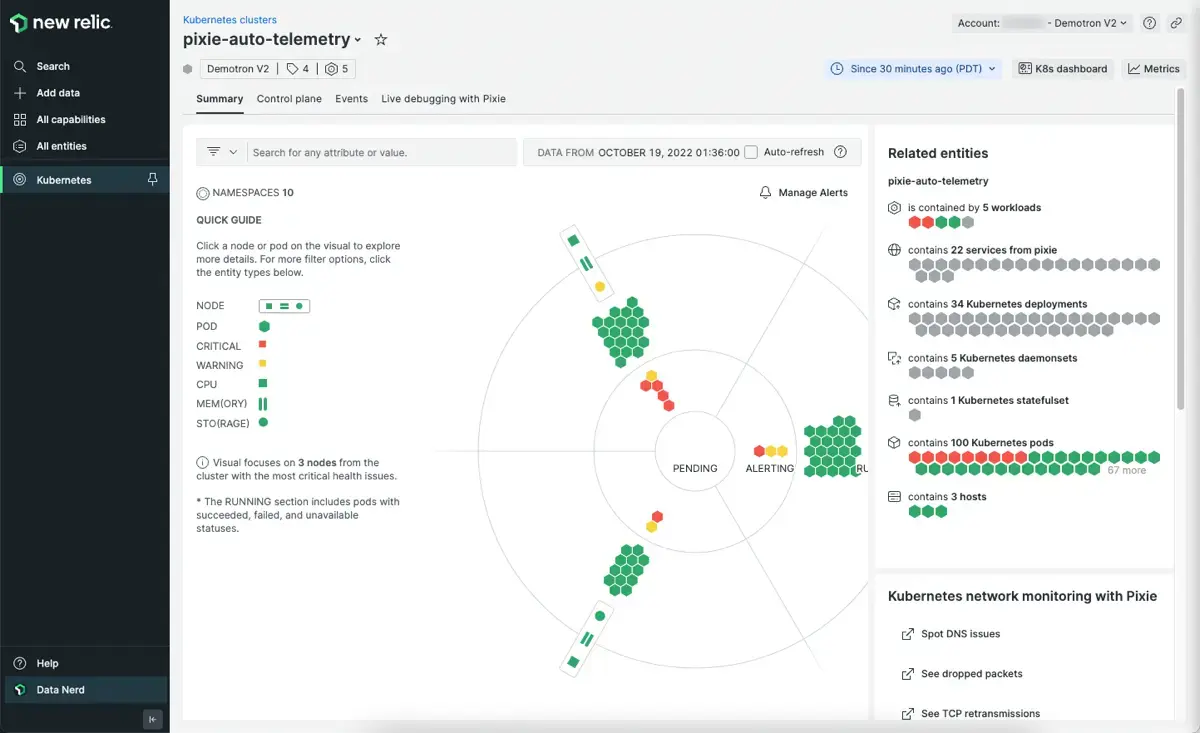 new relic.
Search
Add data
All capabilities
All entities
Kubernetes
Help
Data Nerd
Kubernetes clusters
pixie-auto-telemetry
Account: - Demotron V2
Demotron V2 | 4 | 5
Since 30 minutes ago (PDT)
K8s dashboard
Metrics
Summary
Control plane
Events
Live debugging with Pixie
Search for any attribute or value.
DATA FROM OCTOBER 19, 2022 01:36:00
Auto-refresh
NAMESPACES 10
Manage Alerts
QUICK GUIDE
Click a node or pod on the visual to explore
more details. For more filter options, click
the entity types below.
NODE
POD
CRITICAL
WARNING
CPU
MEM(ORY)
STO(RAGE)
Visual focuses on 3 nodes from the
cluster with the most critical health issues.
* The RUNNING section includes pods with
succeeded, failed, and unavailable
statuses.
PENDING
ALERTING
RU
Related entities
pixie-auto-telemetry
is contained by 5 workloads
contains 22 services from pixie
contains 34 Kubernetes deployments
contains 5 Kubernetes daemonsets
contains 1 Kubernetes statefulset
contains 100 Kubernetes pods
67 more
contains 3 hosts
Kubernetes network monitoring with Pixie
Spot DNS issues
See dropped packets
See TCP retransmissions